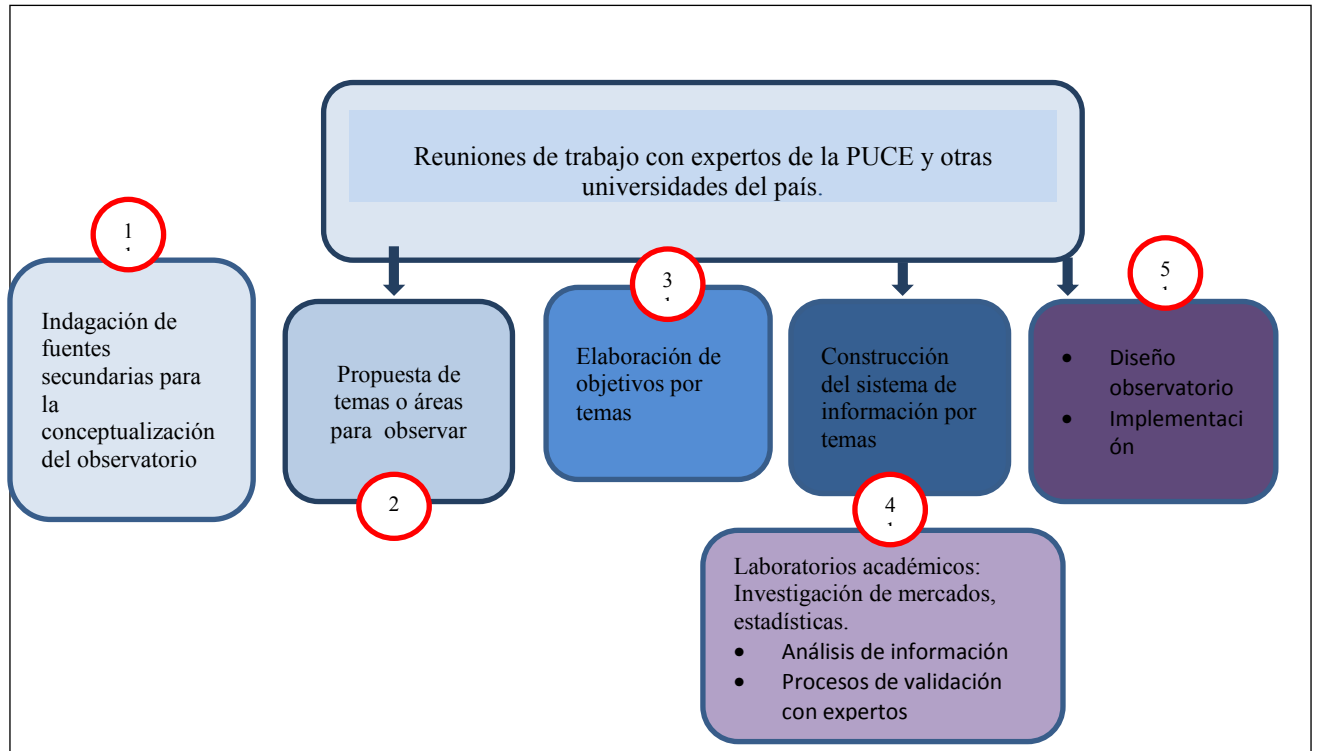 Reuniones de trabajo con expertos de la PUCE y otras
universidades del país.
1
Indagación de
fuentes
secundarias para
la
conceptualización
del observatorio
Propuesta de
temas o áreas
para observar
2
3
Elaboración de
objetivos por
temas
Construcción
del sistema de
información por
temas
4
Laboratorios académicos:
Investigación de mercados,
estadísticas.
• Análisis de información
• Procesos de validación
con expertos
5
• Diseño
observatorio
• Implementaci
ón